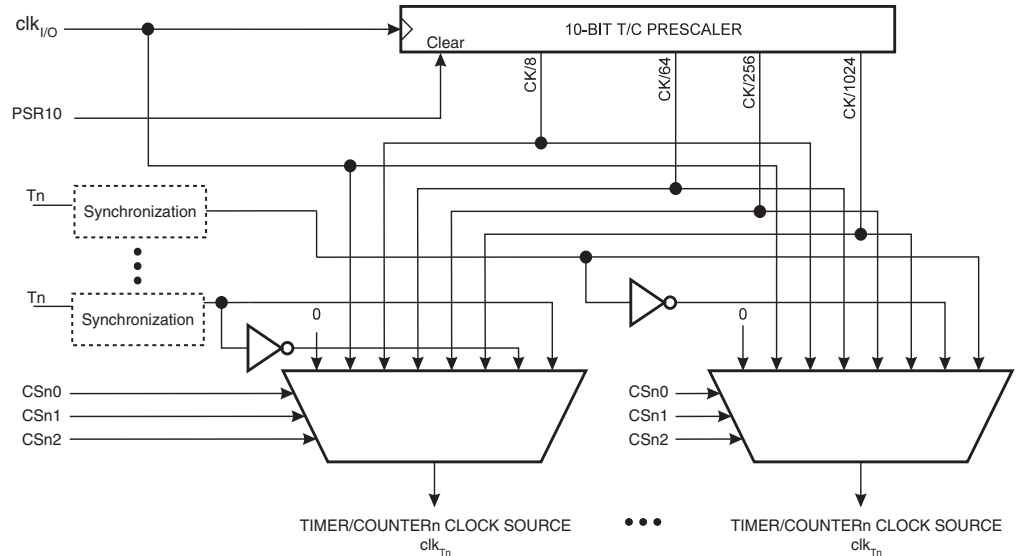 clkI/O
10-BIT T/C PRESCALER
Clear
CK/8
CK/64
CK/256
CK/1024
PSR10
Tn
Synchronization
Tn
Synchronization
0
0
CSn0
CSn1
CSn2
CSn0
CSn1
CSn2
TIMER/COUNTERn CLOCK SOURCE
clkTn
TIMER/COUNTERn CLOCK SOURCE
clkTn